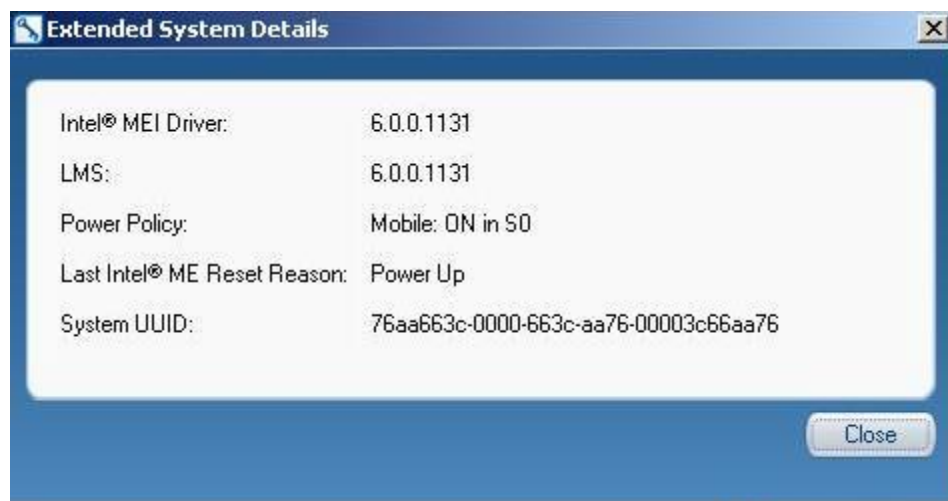 Extended System Details
Intel® MEI Driver: 6.0.0.1131
LMS: 6.0.0.1131
Power Policy: Mobile: ON in S0
Last Intel® ME Reset Reason: Power Up
System UUID: 76aa663c-0000-663c-aa76-00003c66aa76
Close